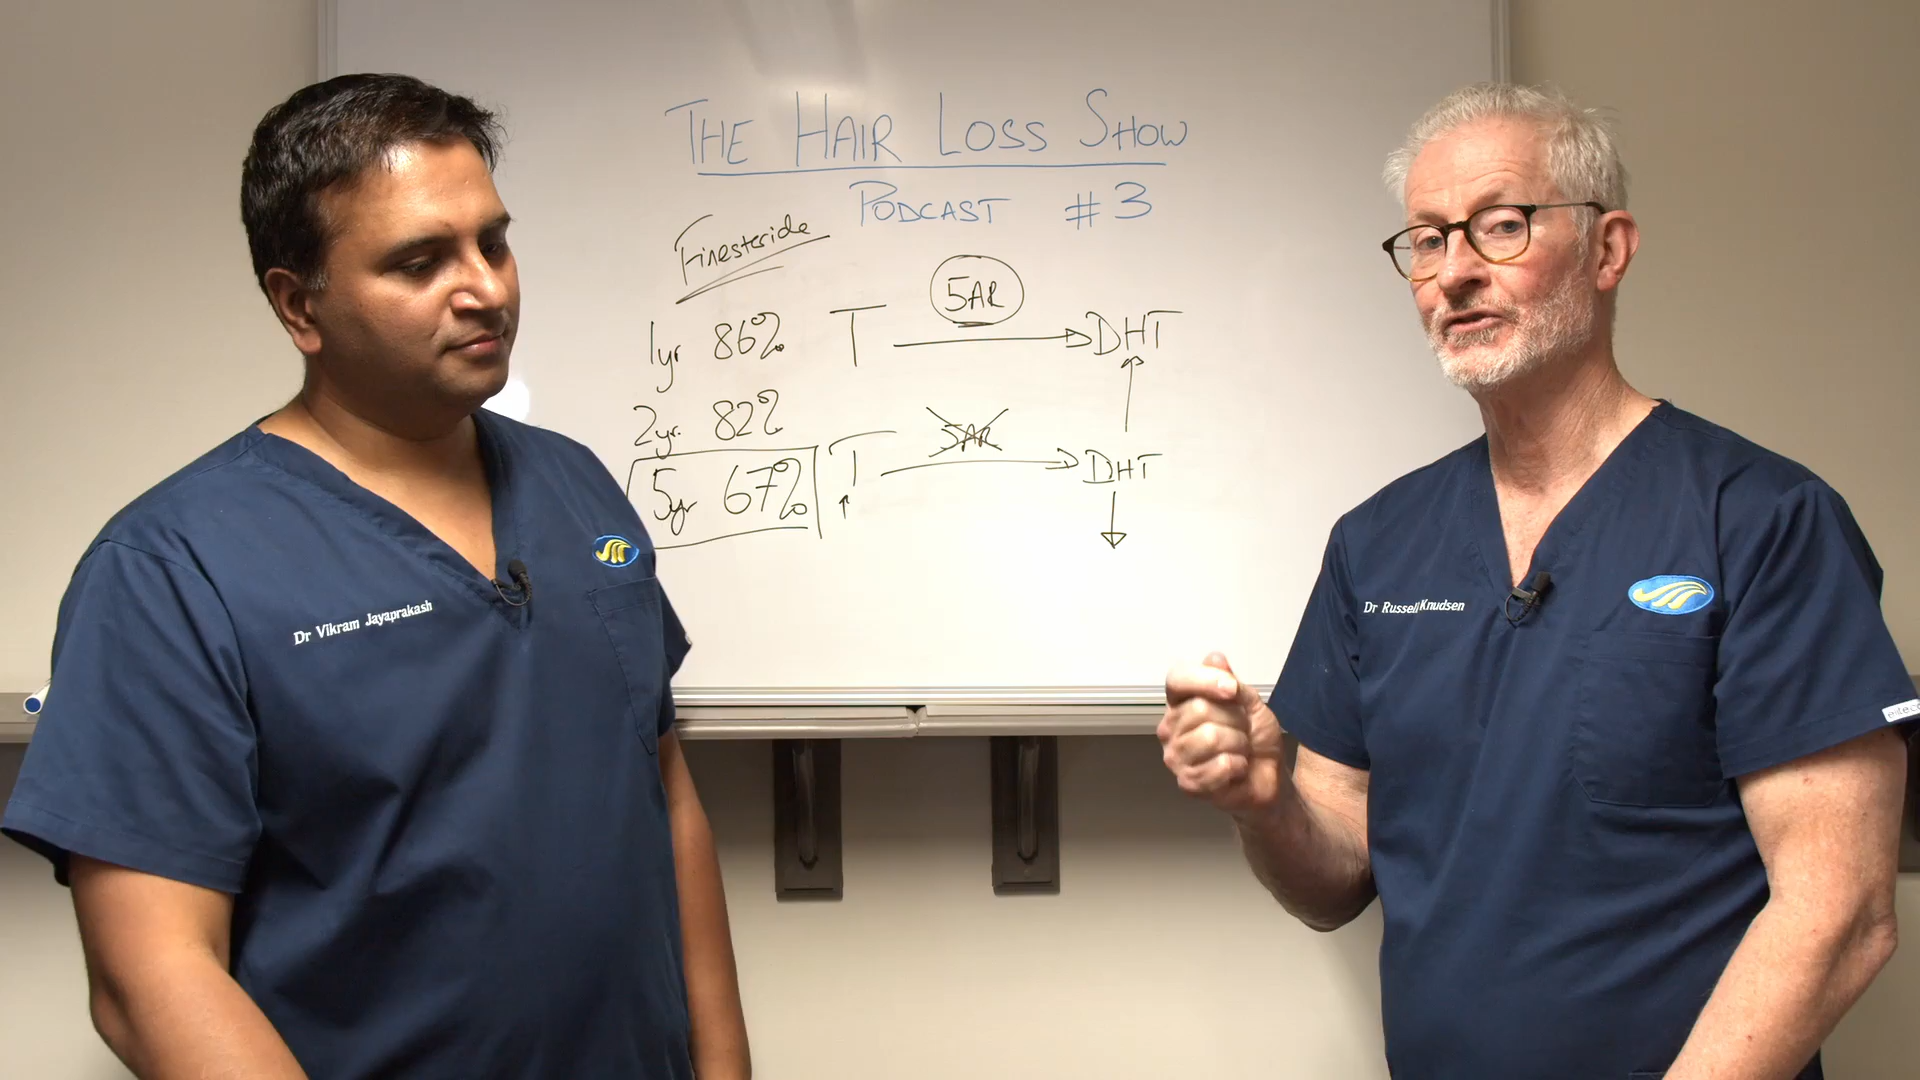 THE HAIR LOSS SHOW
PODCAST #3
Finesteride
1yr 86% T 5AR DHT
2yr. 82%
5yr 67% T 5AR DHT
Dr Vikram Jayaprakash
Dr Russell Knudsen